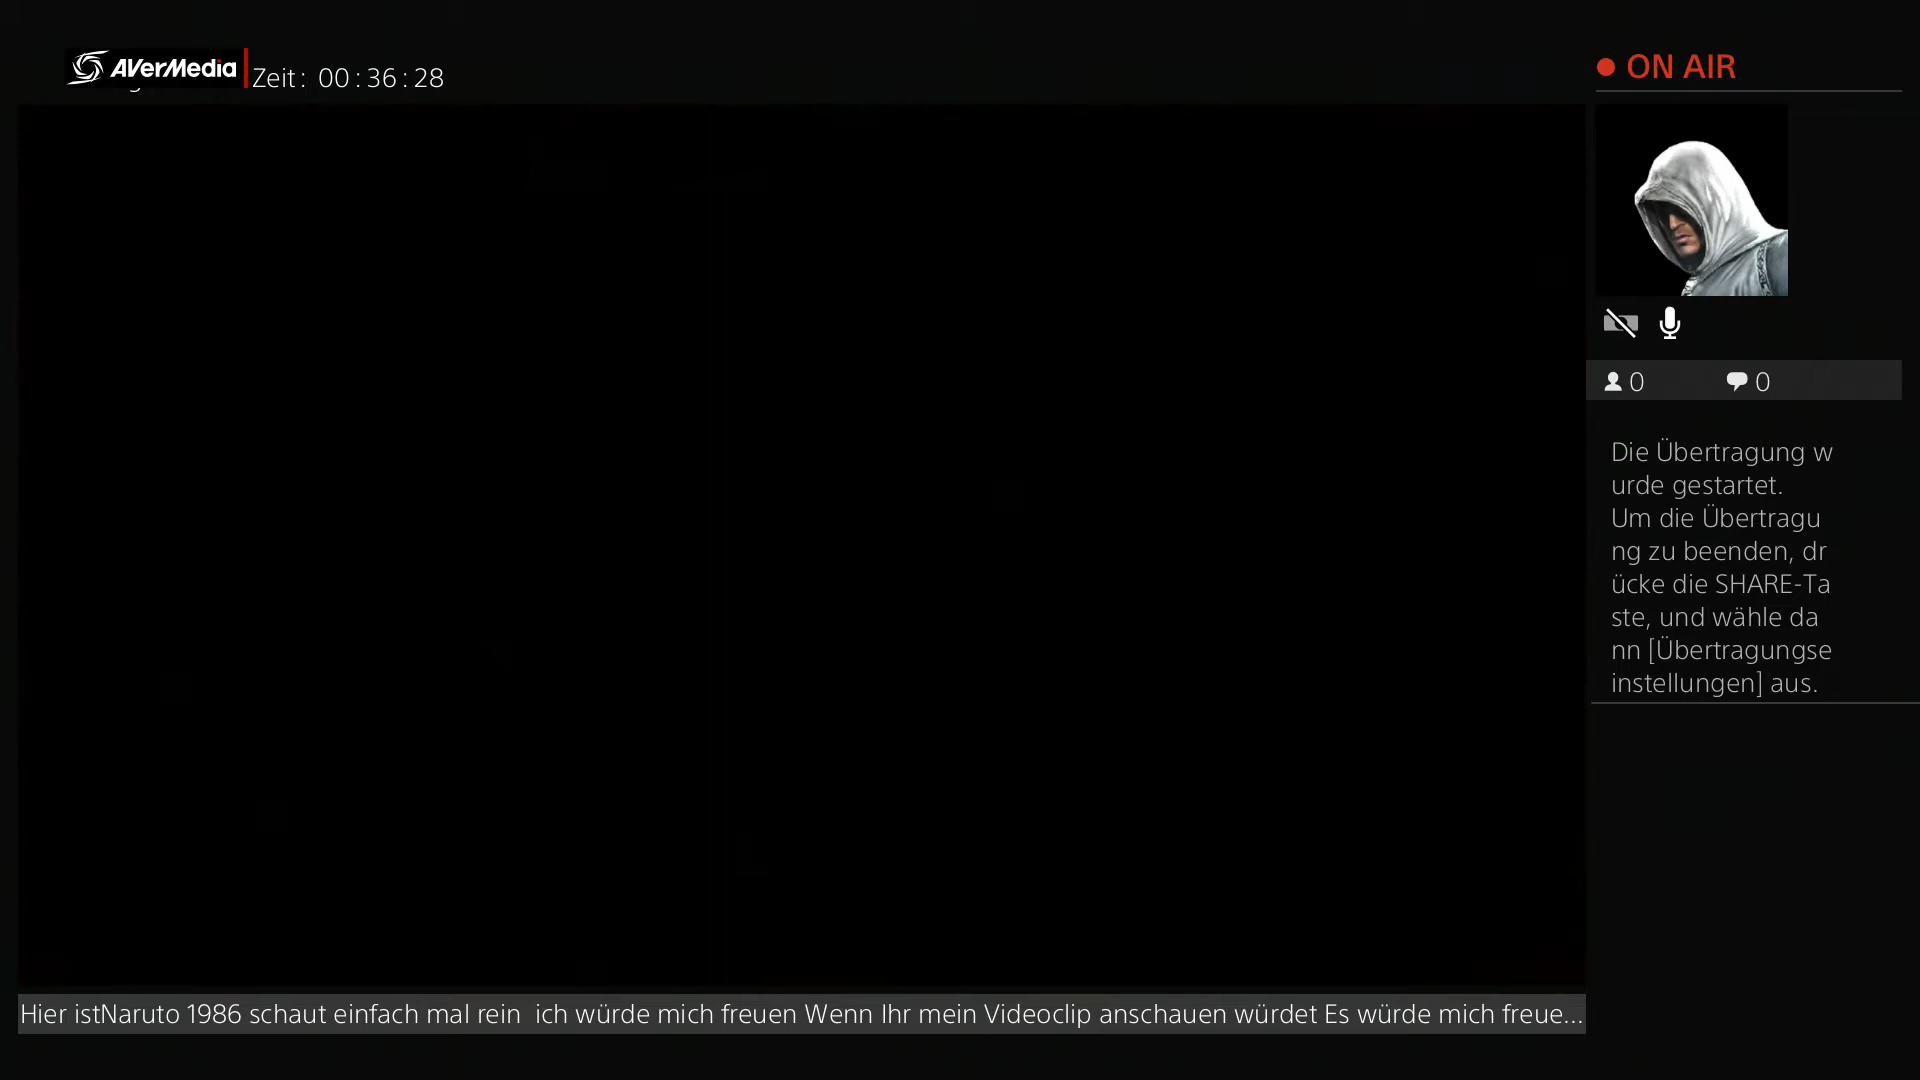 AVerMedia
Zeit: 00:36:28
ON AIR
0
0
Die Übertragung w
urde gestartet.
Um die Übertragu
ng zu beenden, dr
ücke die SHARE-Ta
ste, und wähle da
nn [Übertragungse
instellungen] aus.
Hier istNaruto 1986 schaut einfach mal rein  ich würde mich freuen Wenn Ihr mein Videoclip anschauen würdet Es würde mich freue...